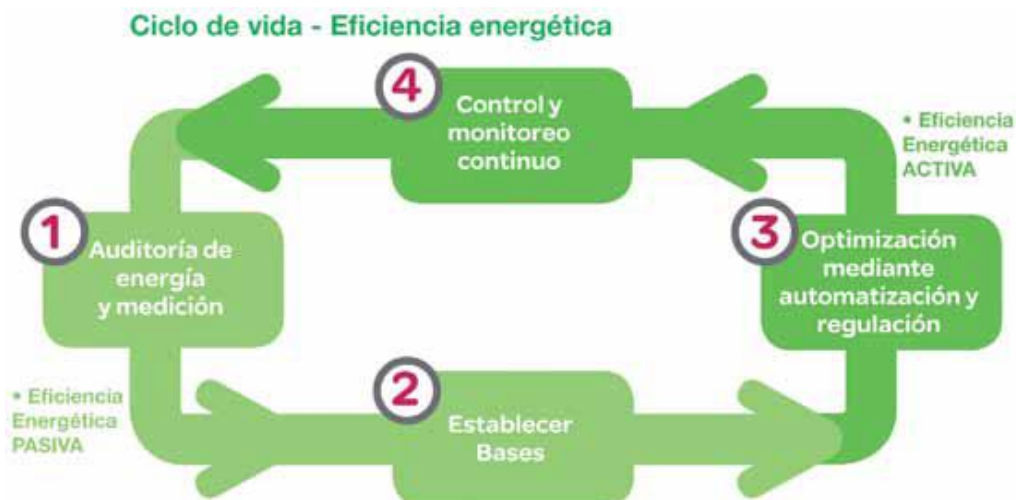 Ciclo de vida - Eficiencia energética
4
Control y
monitoreo
continuo
• Eficiencia
Energética
ACTIVA
1
Auditoría de
energía
y medición
3
Optimización
mediante
automatización y
regulación
• Eficiencia
Energética
PASIVA
2
Establecer
Bases